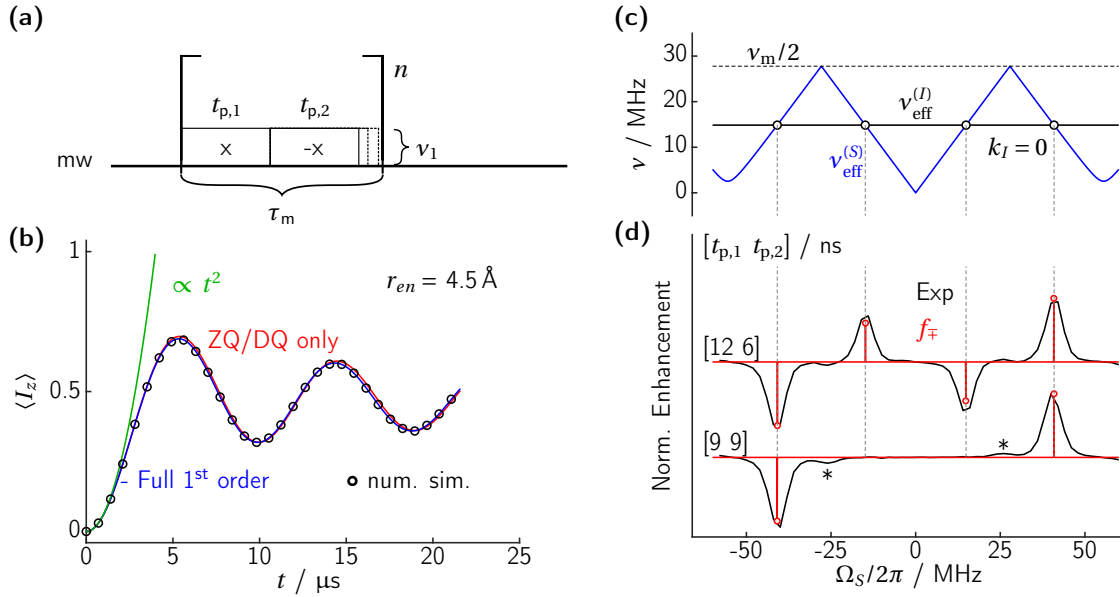 (a)
n
t_p,1 t_p,2
x -x
ν_1
mw
τ_m
(b)
1
0.5
0
⟨I_z⟩
∝ t^2
r_en = 4.5 Å
ZQ/DQ only
- Full 1^st order
num. sim.
0 5 10 15 20 25
t / μs
(c)
30
20
10
0
ν / MHz
ν_m/2
ν_eff^(I)
ν_eff^(S)
k_I = 0
(d)
[t_p,1 t_p,2] / ns
Exp
f_∓
[12 6]
[9 9]
*
*
Norm. Enhancement
-50 -25 0 25 50
Ω_S/2π / MHz